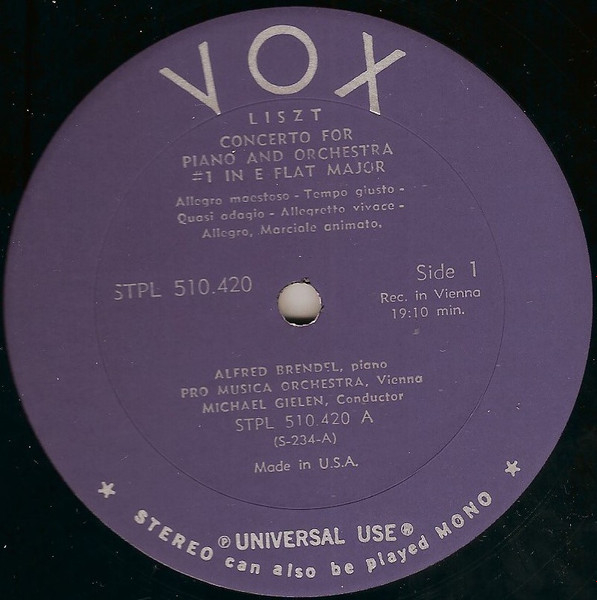 VOX
LISZT
CONCERTO FOR
PIANO AND ORCHESTRA
#1 IN E FLAT MAJOR
Allegro maestoso - Tempo giusto -
Quasi adagio - Allegretto vivace -
Allegro, Marciale animato.
STPL 510.420
Side 1
Rec. in Vienna
19:10 min.
ALFRED BRENDEL, piano
PRO MUSICA ORCHESTRA, Vienna
MICHAEL GIELEN, Conductor
STPL 510.420 A
(S-234-A)
Made in U.S.A.
℗ UNIVERSAL USE ®
★ STEREO can also be played MONO ★